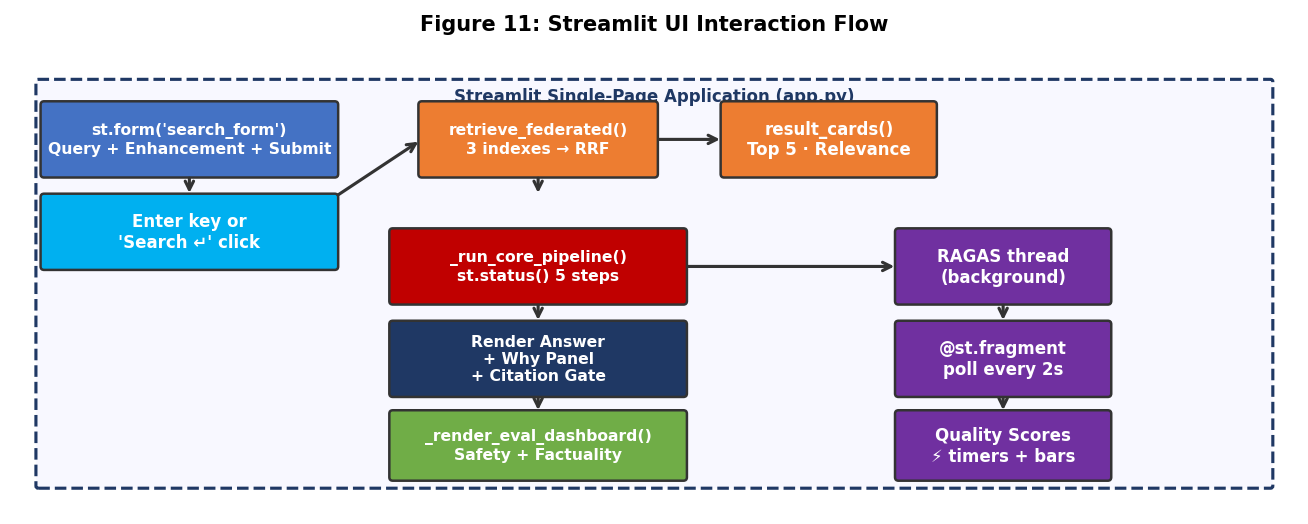 Figure 11: Streamlit UI Interaction Flow
Streamlit Single-Page Application (app.py)
st.form('search_form')
Query + Enhancement + Submit
retrieve_federated()
3 indexes → RRF
result_cards()
Top 5 · Relevance
Enter key or
'Search ↵' click
_run_core_pipeline()
st.status() 5 steps
RAGAS thread
(background)
Render Answer
+ Why Panel
+ Citation Gate
@st.fragment
poll every 2s
_render_eval_dashboard()
Safety + Factuality
Quality Scores
⚡ timers + bars